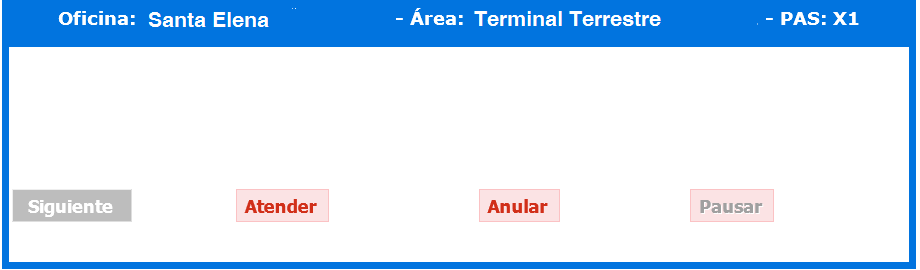 Oficina: Santa Elena - Área: Terminal Terrestre - PAS: X1
Siguiente Atender Anular Pausar